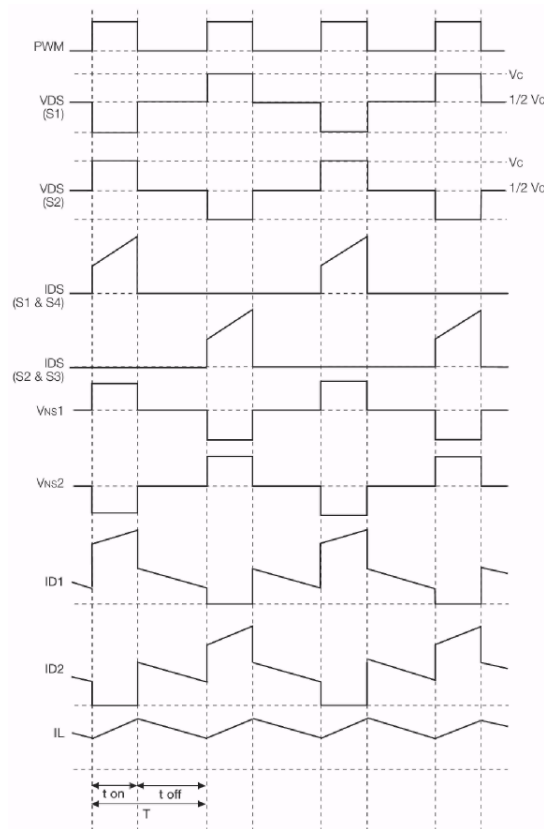 PWM
Vc
VDS
(S1)
1/2 Vc
Vc
VDS
(S2)
1/2 Vc
IDS
(S1 & S4)
IDS
(S2 & S3)
VNS1
VNS2
ID1
ID2
IL
t on
t off
T